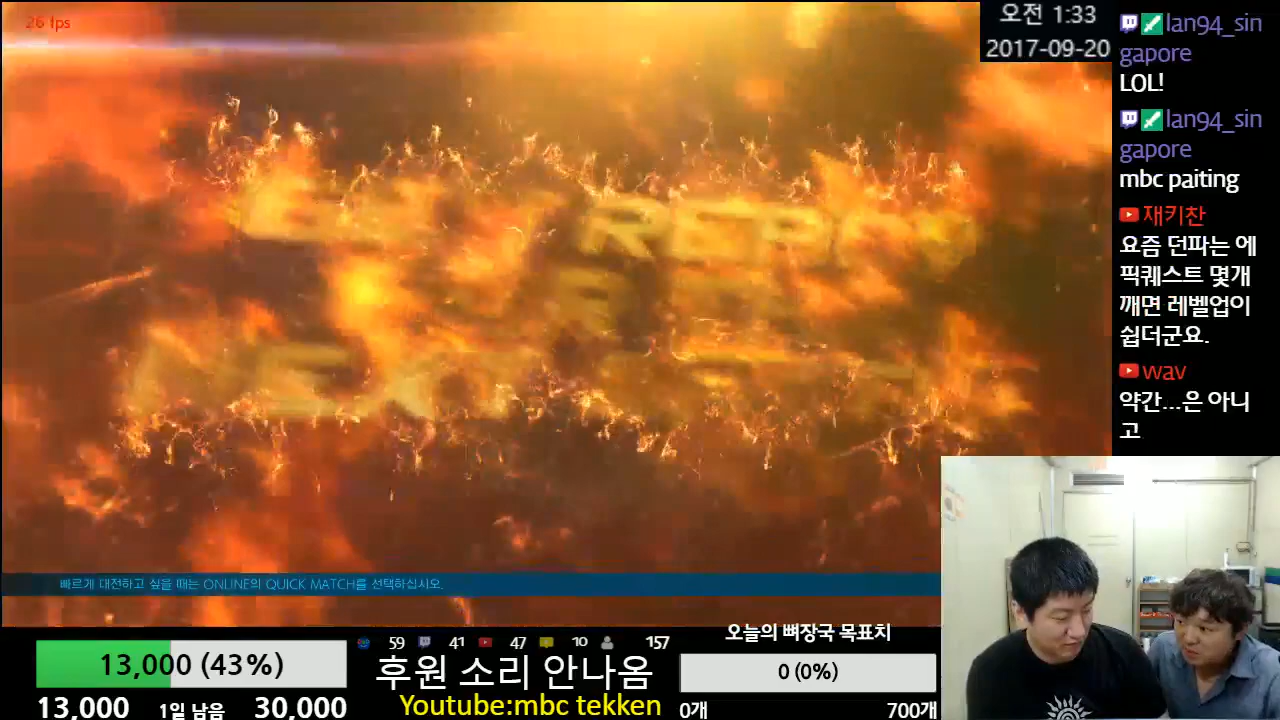 26 fps
오전 1:33
2017-09-20
lan94_sin
gapore
LOL!
lan94_sin
gapore
mbc paiting
재키찬
요즘 던파는 에
픽퀘스트 몇개
깨면 레벨업이
쉽더군요.
wav
약간...은 아니
고
GET READY
FOR THE
NEXT BATTLE
빠르게 대전하고 싶을 때는 ONLINE의 QUICK MATCH를 선택하십시오.
59 41 47 10 157
13,000 (43%)
13,000 1일 남음 30,000
후원 소리 안나옴
Youtube:mbc tekken
오늘의 뼈장국 목표치
0 (0%)
0개 700개